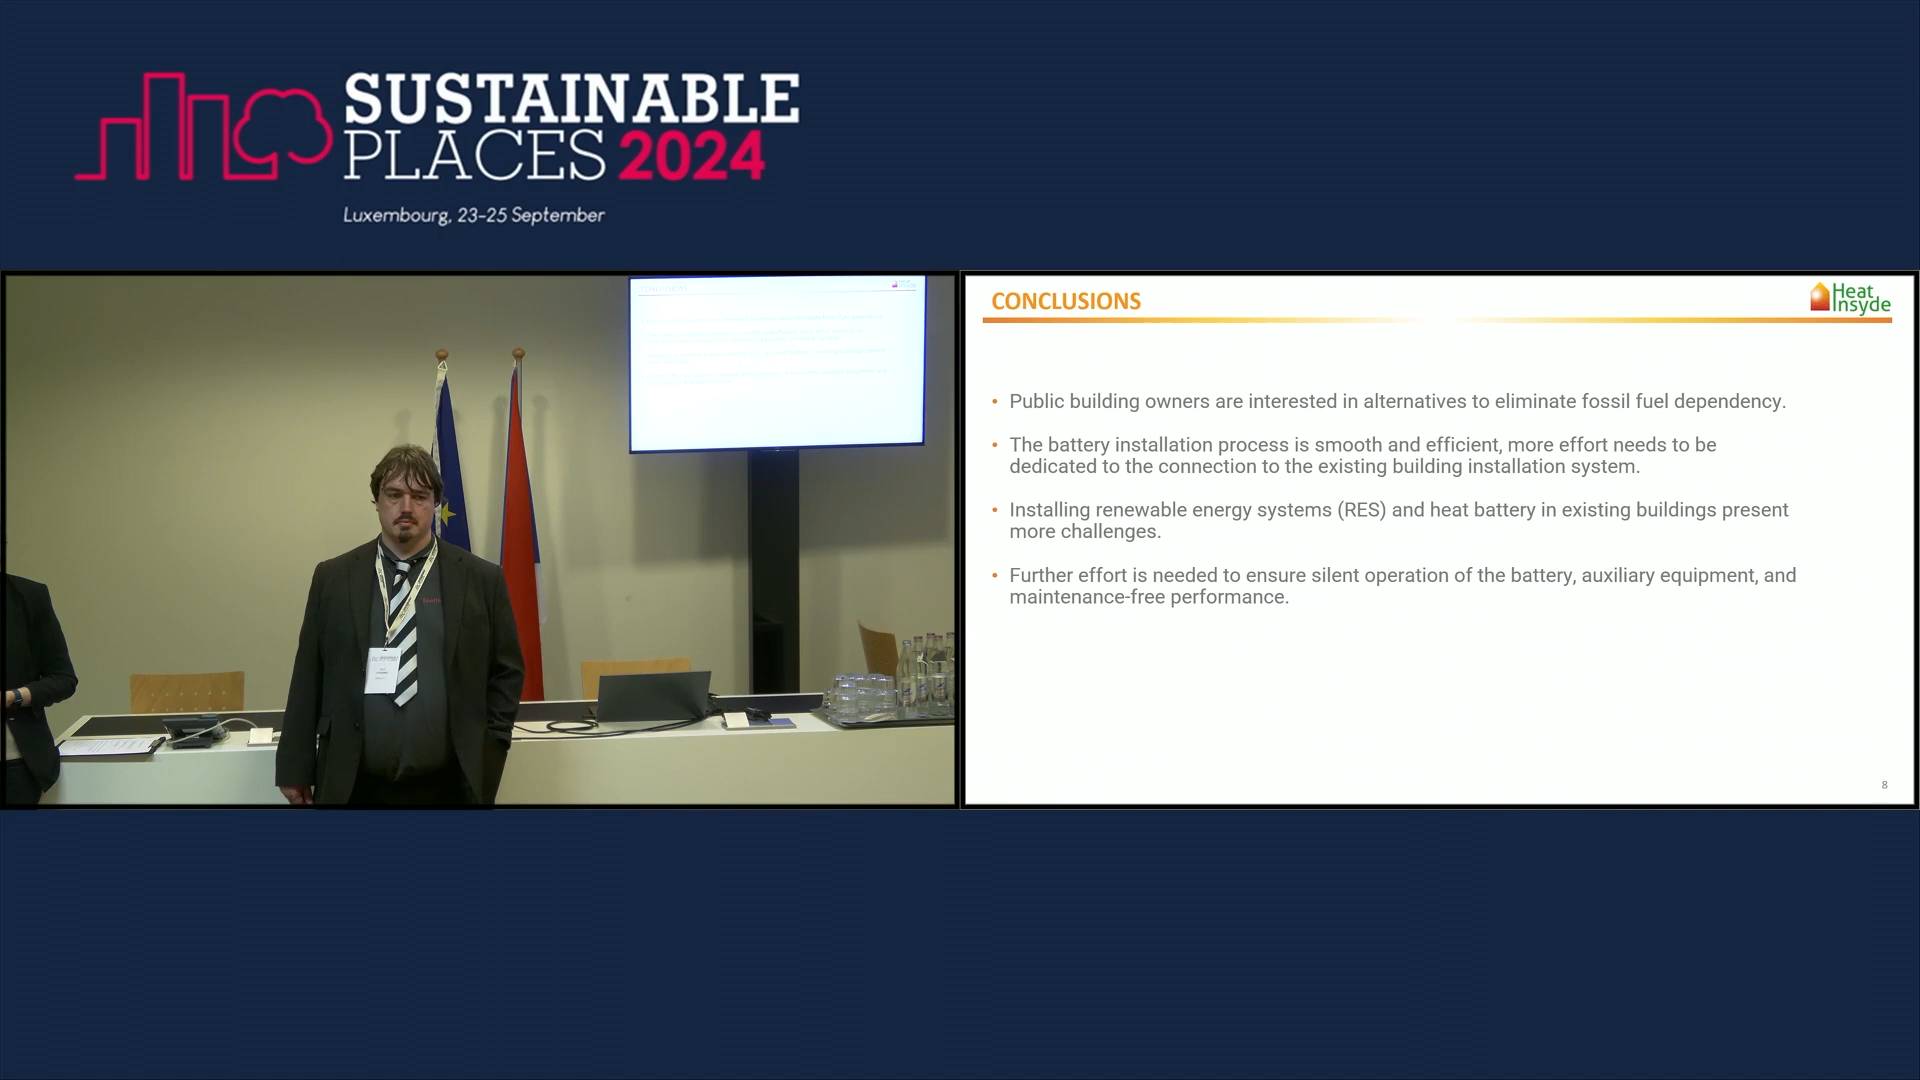 SUSTAINABLE
PLACES 2024
Luxembourg, 23-25 September
CONCLUSIONS
Heat
Insyde
• Public building owners are interested in alternatives to eliminate fossil fuel dependency.
• The battery installation process is smooth and efficient, more effort needs to be
dedicated to the connection to the existing building installation system.
• Installing renewable energy systems (RES) and heat battery in existing buildings present
more challenges.
• Further effort is needed to ensure silent operation of the battery, auxiliary equipment, and
maintenance-free performance.
8